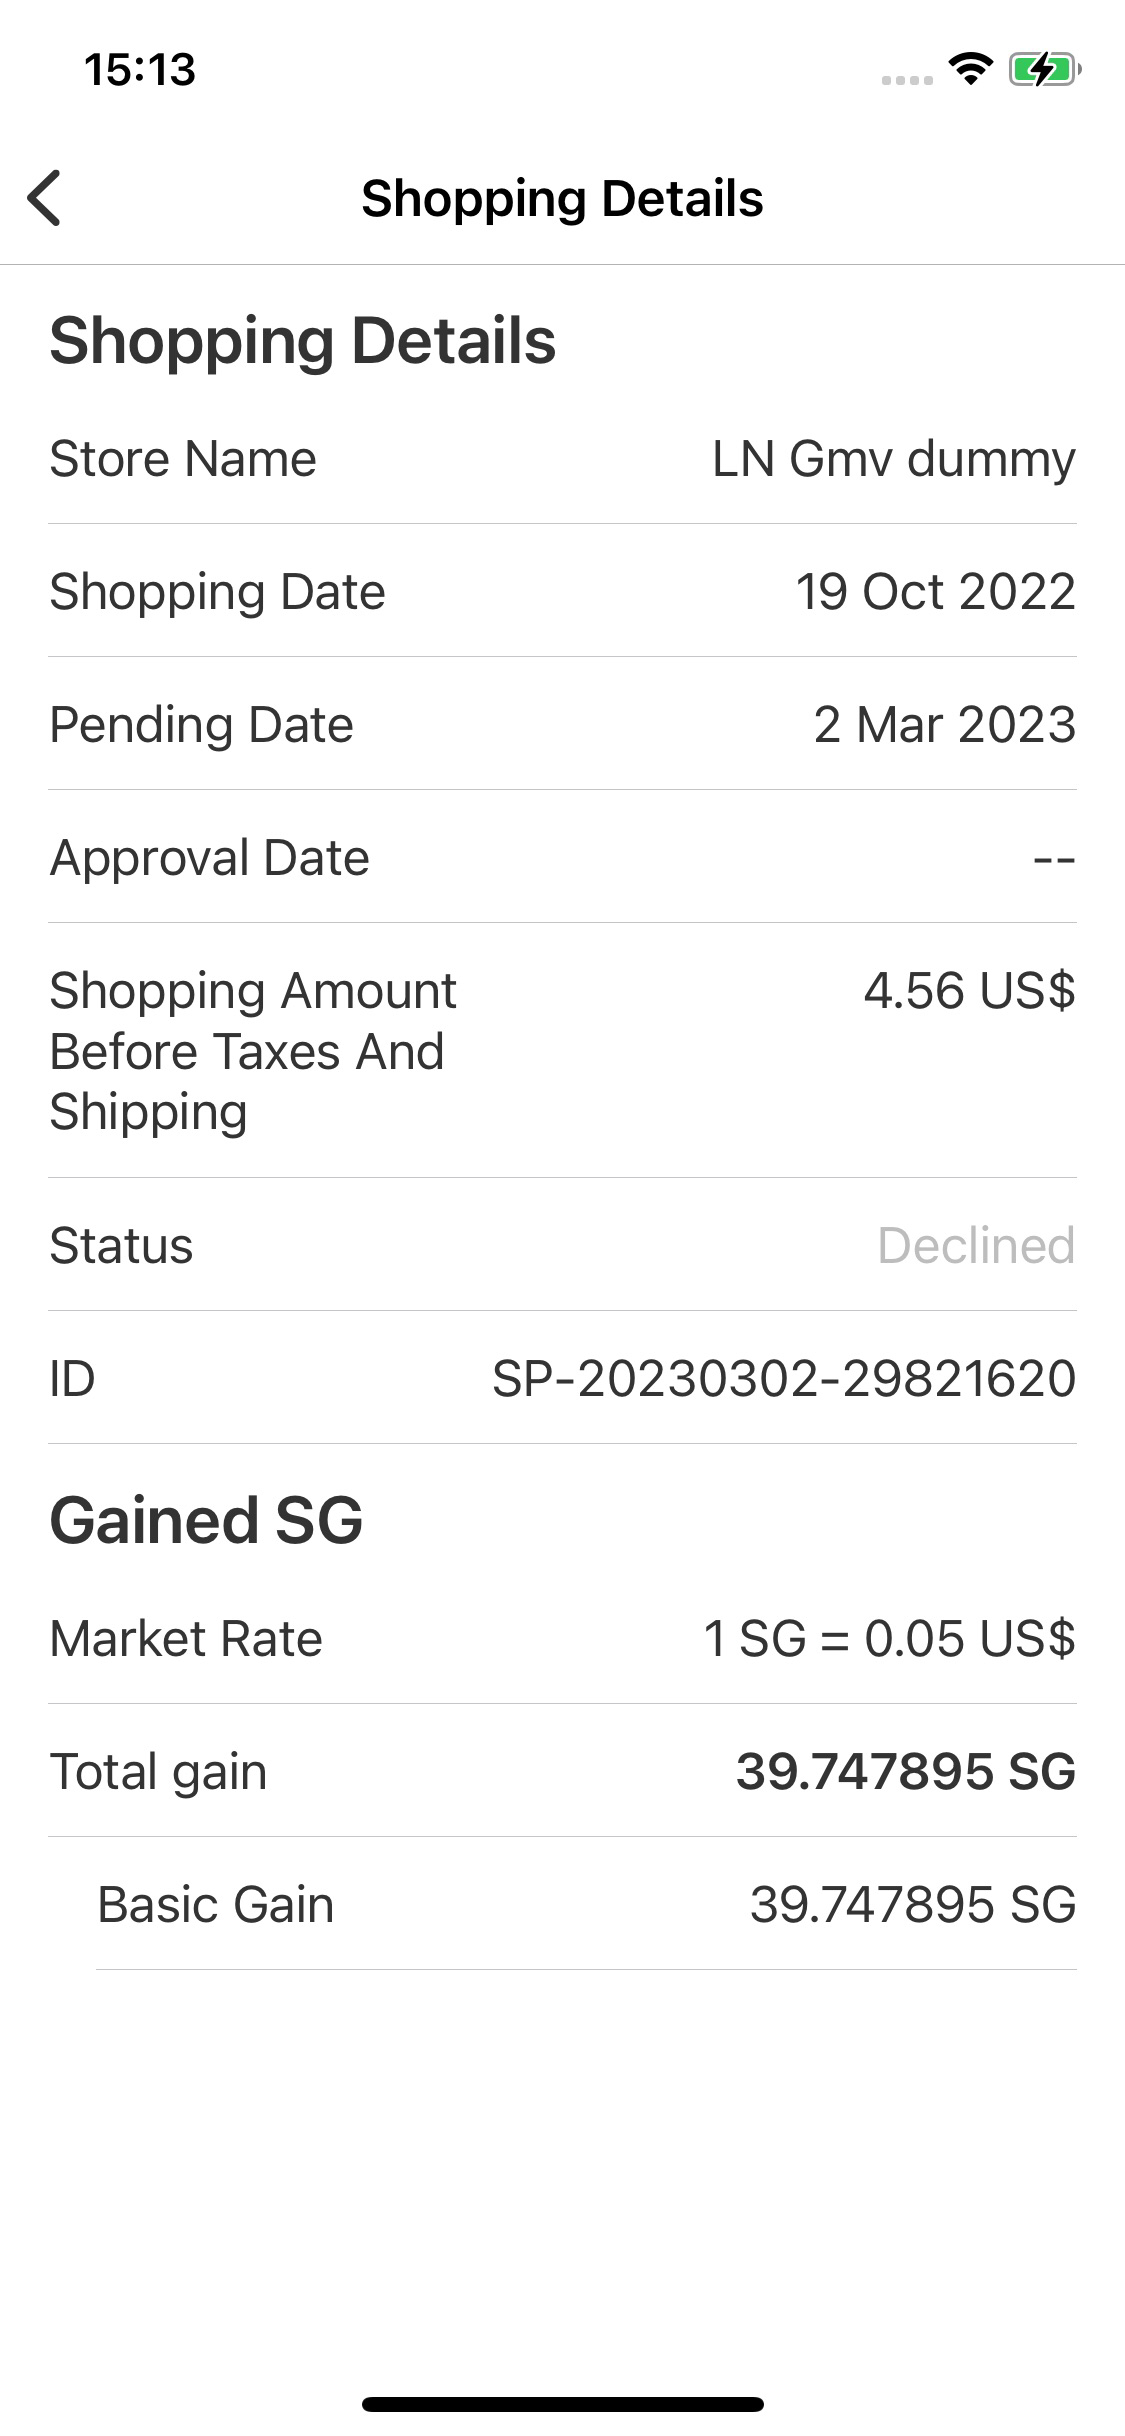 15:13
Shopping Details
Shopping Details
Store Name LN Gmv dummy
Shopping Date 19 Oct 2022
Pending Date 2 Mar 2023
Approval Date --
Shopping Amount 4.56 US$
Before Taxes And
Shipping
Status Declined
ID SP-20230302-29821620
Gained SG
Market Rate 1 SG = 0.05 US$
Total gain 39.747895 SG
Basic Gain 39.747895 SG